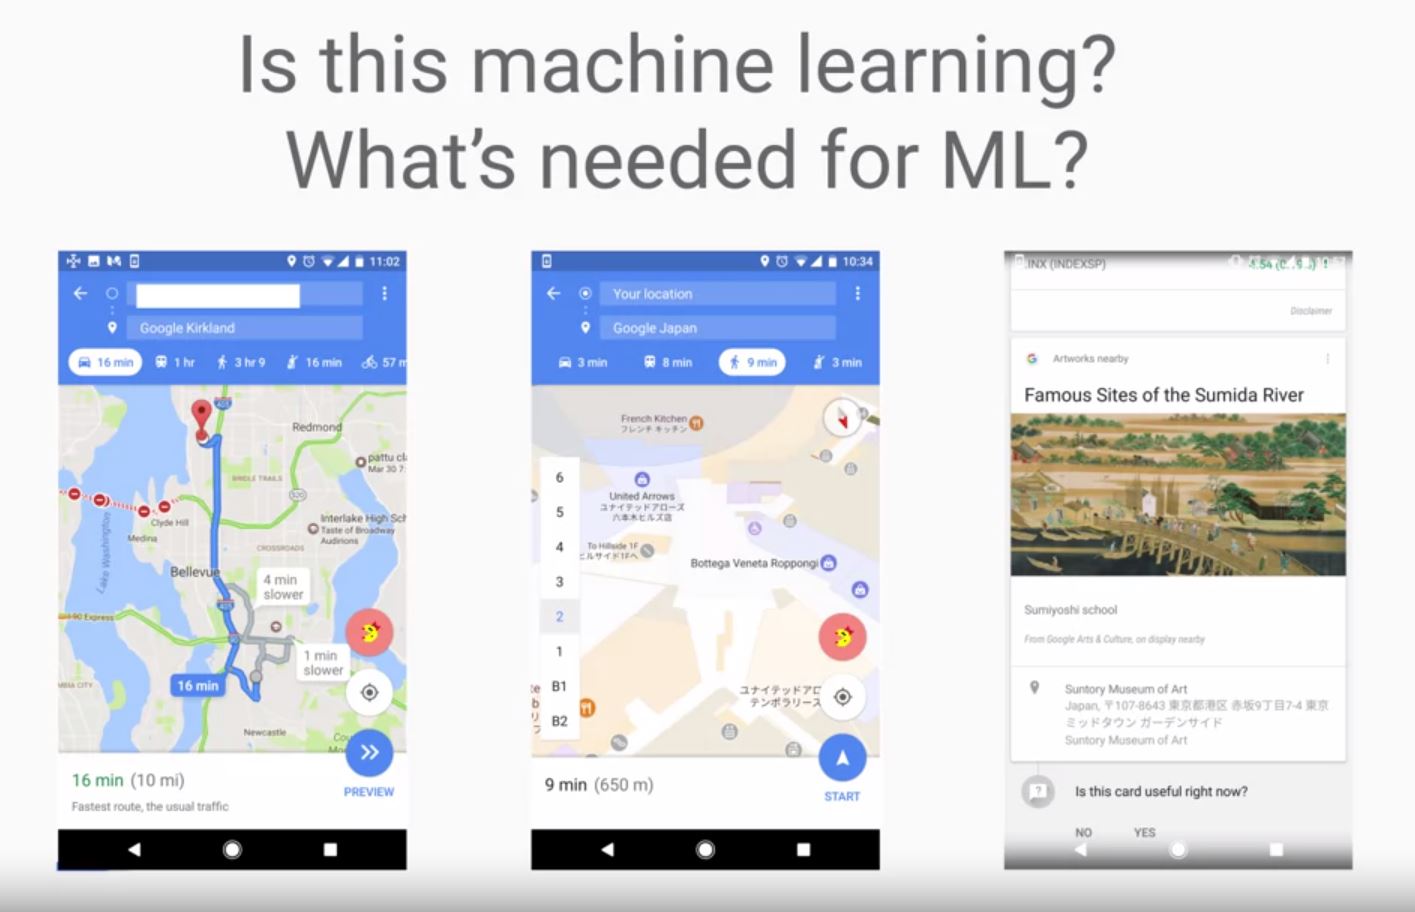 Is this machine learning?
What's needed for ML?
11:02
Google Kirkland
16 min 1 hr 3 hr 9 16 min 57 m
405
Redmond
pattu cl
Mar 30 7:
BRIDLE TRAILS
520
Interlake High Sch
Taste of Broadway
Auditions
Clyde Hill
Medina
CROSSROADS
Lake Washington
Bellevue
4 min
slower
405
I-90 Express
90
1 min
slower
16 min
Newcastle
16 min (10 mi)
Fastest route, the usual traffic
PREVIEW
10:34
Your location
Google Japan
3 min 8 min 9 min 3 min
French Kitchen
フレンチ キッチン
6
5
4
3
2
1
B1
B2
United Arrows
ユナイテッドアローズ
六本木ヒルズ店
To Hillside 1F
ヒルサイド1Fへ
Bottega Veneta Roppongi
ユナイテッドアロ
テンポラリース
9 min (650 m)
START
.INX (INDEXSP)
Disclaimer
Artworks nearby
Famous Sites of the Sumida River
Sumiyoshi school
From Google Arts & Culture, on display nearby
Suntory Museum of Art
Japan, 〒107-8643 東京都港区 赤坂9丁目7-4 東京
ミッドタウン ガーデンサイド
Suntory Museum of Art
Is this card useful right now?
NO YES